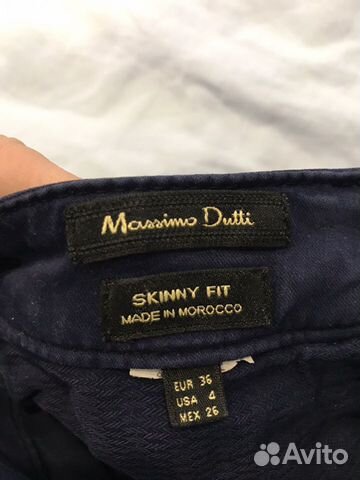 Massimo Dutti
SKINNY FIT
MADE IN MOROCCO
EUR 36
USA 4
MEX 26
Avito